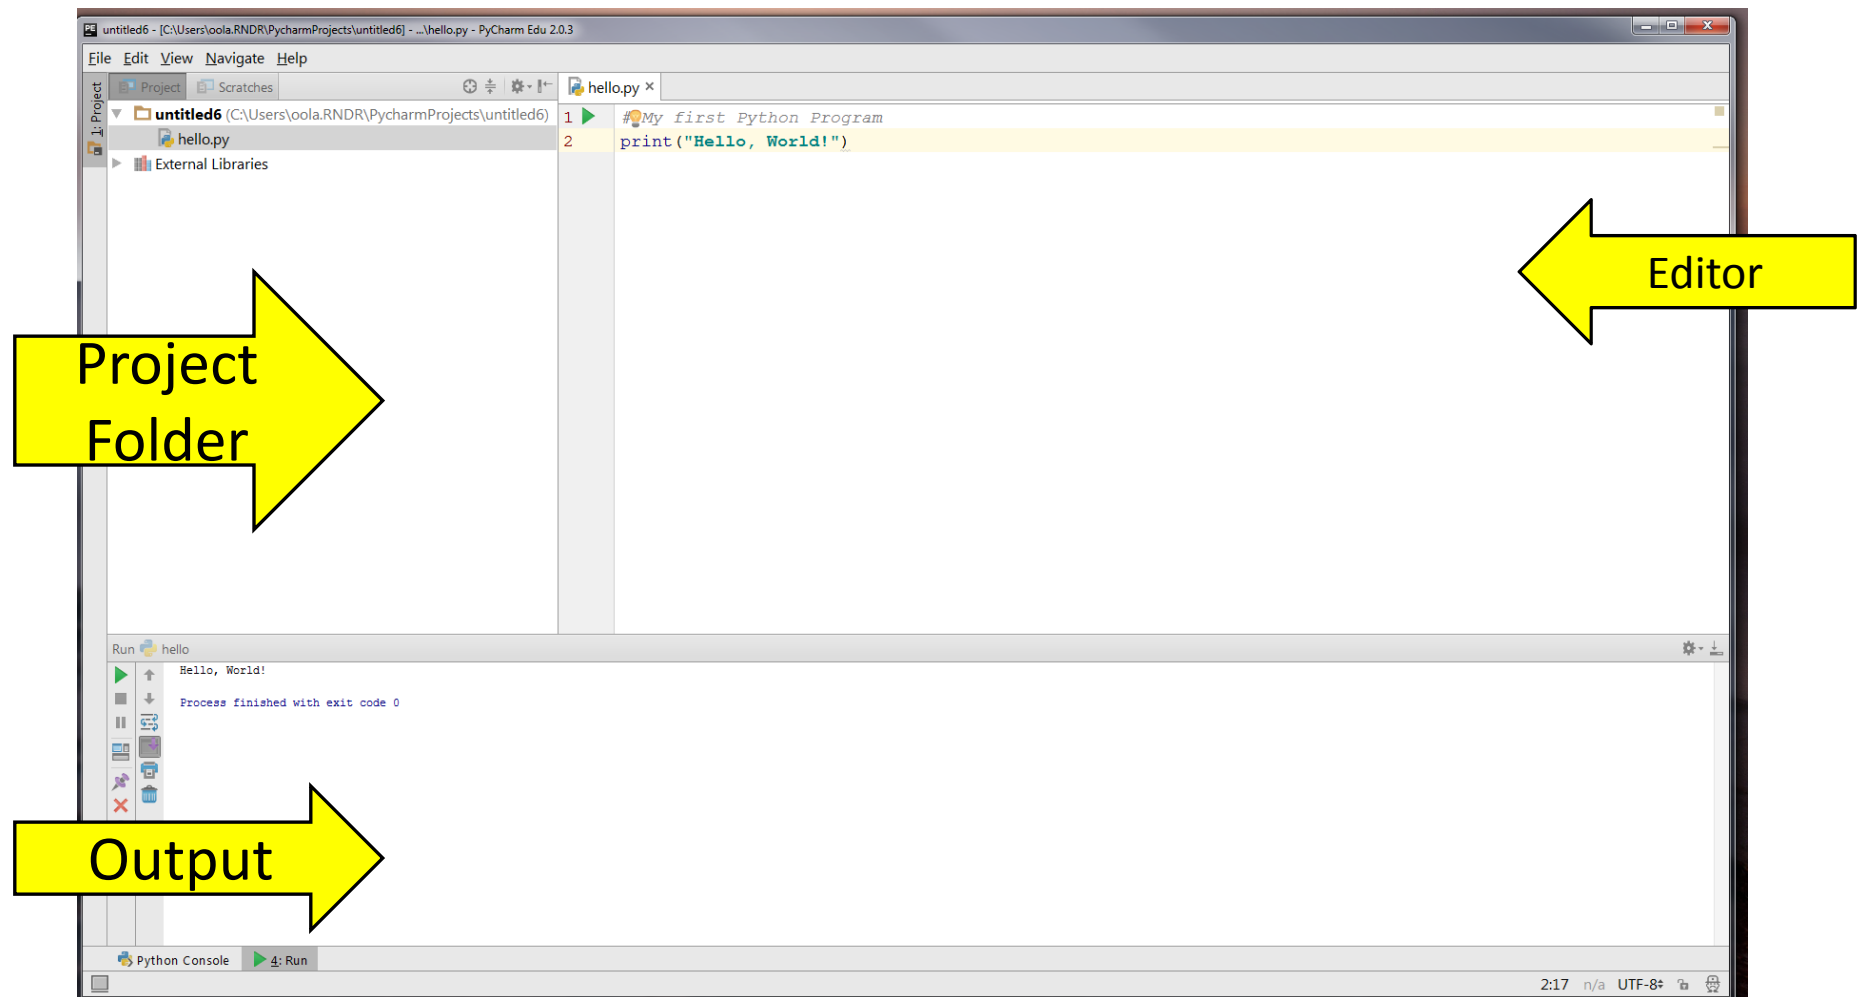 untitled6 - [C:\Users\oola.RNDR\PycharmProjects\untitled6] - ...\hello.py - PyCharm Edu 2.0.3
File Edit View Navigate Help
1: Project
Project Scratches
hello.py
untitled6 (C:\Users\oola.RNDR\PycharmProjects\untitled6)
hello.py
External Libraries
1 #My first Python Program
2 print("Hello, World!")
Editor
Project
Folder
Run hello
Hello, World!
Process finished with exit code 0
Output
Python Console 4: Run
2:17 n/a UTF-8